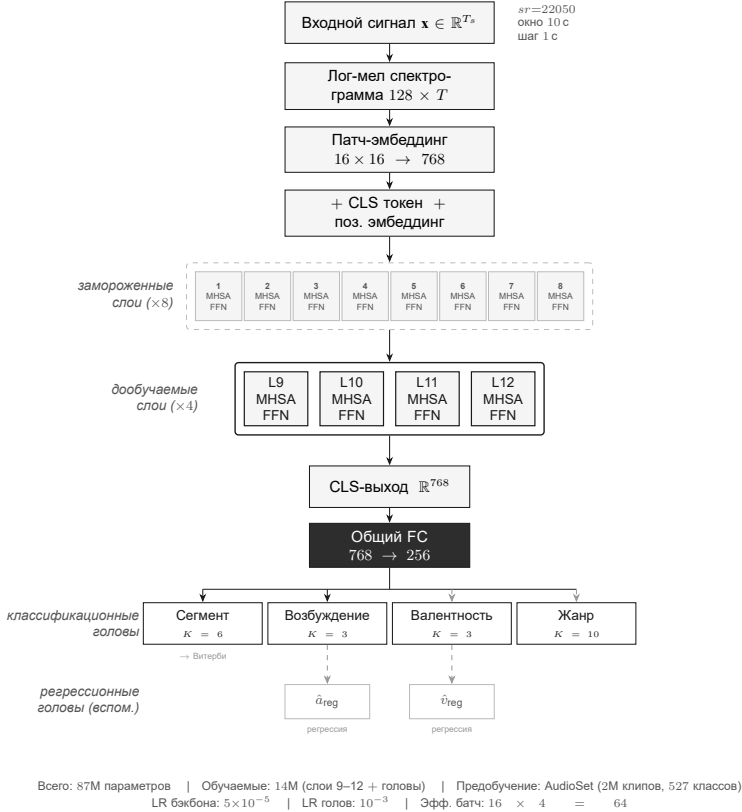 Входной сигнал x ∈ ℝ^{T_s}
sr=22050
окно 10 с
шаг 1 с
Лог-мел спектро-
грамма 128 × T
Патч-эмбеддинг
16 × 16 → 768
+ CLS токен +
поз. эмбеддинг
замороженные
слои (×8)
1 2 3 4 5 6 7 8
MHSA MHSA MHSA MHSA MHSA MHSA MHSA MHSA
FFN FFN FFN FFN FFN FFN FFN FFN
дообучаемые
слои (×4)
L9 L10 L11 L12
MHSA MHSA MHSA MHSA
FFN FFN FFN FFN
CLS-выход ℝ^{768}
Общий FC
768 → 256
классификационные
головы
Сегмент Возбуждение Валентность Жанр
K = 6 K = 3 K = 3 K = 10
→ Витерби
регрессионные
головы (вспом.)
â_reg v̂_reg
регрессия регрессия
Всего: 87M параметров | Обучаемые: 14M (слои 9–12 + головы) | Предобучение: AudioSet (2M клипов, 527 классов)
LR бэкбона: 5×10^{−5} | LR голов: 10^{−3} | Эфф. батч: 16 × 4 = 64